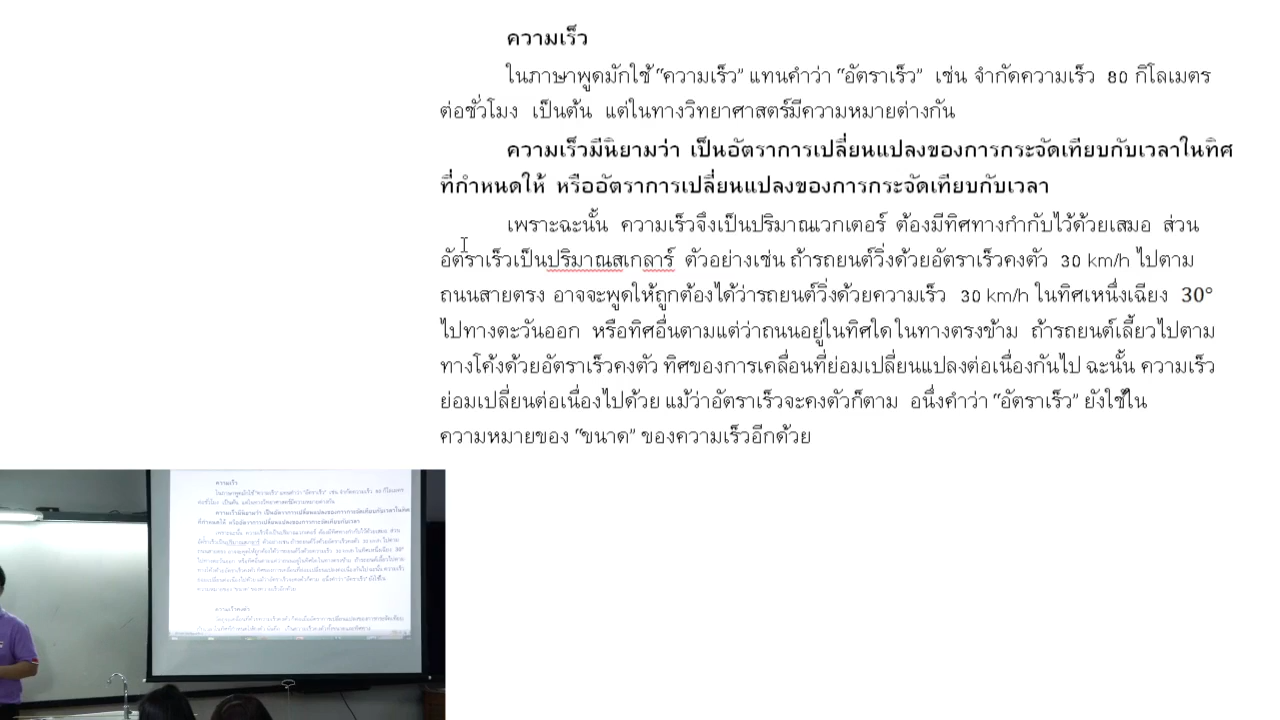 ความเร็ว
ในภาษาพูดมักใช้ “ความเร็ว” แทนคำว่า “อัตราเร็ว” เช่น จำกัดความเร็ว 80 กิโลเมตร
ต่อชั่วโมง เป็นต้น แต่ในทางวิทยาศาสตร์มีความหมายต่างกัน
ความเร็วมีนิยามว่า เป็นอัตราการเปลี่ยนแปลงของการกระจัดเทียบกับเวลาในทิศ
ที่กำหนดให้ หรืออัตราการเปลี่ยนแปลงของการกระจัดเทียบกับเวลา
เพราะฉะนั้น ความเร็วจึงเป็นปริมาณเวกเตอร์ ต้องมีทิศทางกำกับไว้ด้วยเสมอ ส่วน
อัตราเร็วเป็นปริมาณสเกลาร์ ตัวอย่างเช่น ถ้ารถยนต์วิ่งด้วยอัตราเร็วคงตัว 30 km/h ไปตาม
ถนนสายตรง อาจจะพูดให้ถูกต้องได้ว่ารถยนต์วิ่งด้วยความเร็ว 30 km/h ในทิศเหนึ่งเฉียง 30°
ไปทางตะวันออก หรือทิศอื่นตามแต่ว่าถนนอยู่ในทิศใด ในทางตรงข้าม ถ้ารถยนต์เลี้ยวไปตาม
ทางโค้งด้วยอัตราเร็วคงตัว ทิศของการเคลื่อนที่ย่อมเปลี่ยนแปลงต่อเนื่องกันไป ฉะนั้น ความเร็ว
ย่อมเปลี่ยนต่อเนื่องไปด้วย แม้ว่าอัตราเร็วจะคงตัวก็ตาม อนึ่งคำว่า “อัตราเร็ว” ยังใช้ใน
ความหมายของ “ขนาด” ของความเร็วอีกด้วย